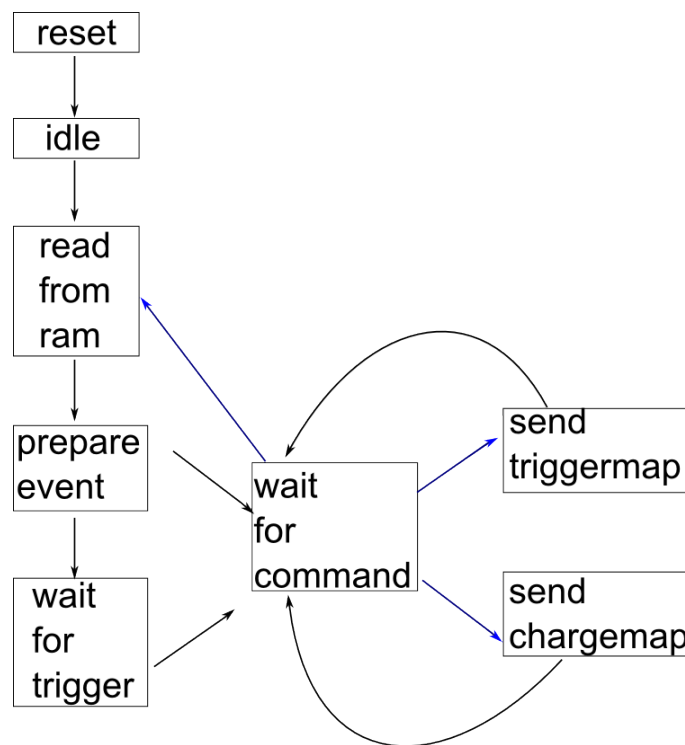 reset
idle
read
from
ram
prepare
event
wait
for
trigger
wait
for
command
send
triggermap
send
chargemap